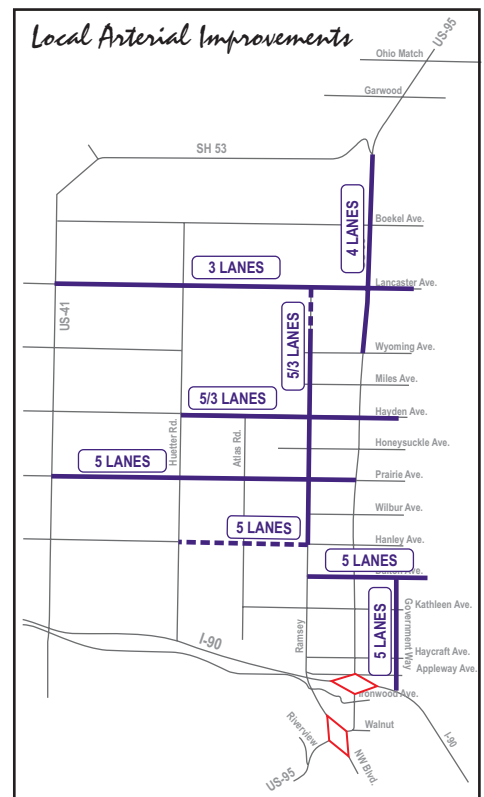 Local Arterial Improvements
US-95
Ohio Match
Garwood
SH 53
4 LANES
Boekel Ave.
3 LANES
Lancaster Ave.
US-41
5/3 LANES
Wyoming Ave.
Miles Ave.
5/3 LANES
Hayden Ave.
Huetter Rd.
Atlas Rd.
Honeysuckle Ave.
5 LANES
Prairie Ave.
Wilbur Ave.
5 LANES
Hanley Ave.
5 LANES
Ave.
Kathleen Ave.
5 LANES
Government Way
Ramsey
I-90
Haycraft Ave.
Appleway Ave.
Ironwood Ave.
Riverview
Walnut
I-90
NW Blvd.
US-95